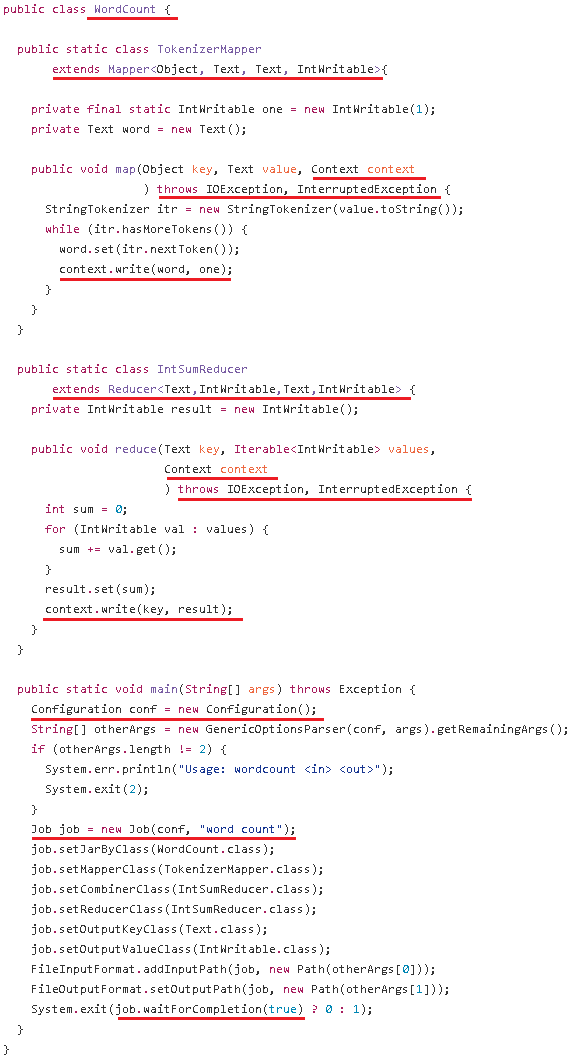 public class WordCount {
public static class TokenizerMapper
extends Mapper<Object, Text, Text, IntWritable>{
private final static IntWritable one = new IntWritable(1);
private Text word = new Text();
public void map(Object key, Text value, Context context
) throws IOException, InterruptedException {
StringTokenizer itr = new StringTokenizer(value.toString());
while (itr.hasMoreTokens()) {
word.set(itr.nextToken());
context.write(word, one);
}
}
}
public static class IntSumReducer
extends Reducer<Text,IntWritable,Text,IntWritable> {
private IntWritable result = new IntWritable();
public void reduce(Text key, Iterable<IntWritable> values,
Context context
) throws IOException, InterruptedException {
int sum = 0;
for (IntWritable val : values) {
sum += val.get();
}
result.set(sum);
context.write(key, result);
}
}
public static void main(String[] args) throws Exception {
Configuration conf = new Configuration();
String[] otherArgs = new GenericOptionsParser(conf, args).getRemainingArgs();
if (otherArgs.length != 2) {
System.err.println("Usage: wordcount <in> <out>");
System.exit(2);
}
Job job = new Job(conf, "word count");
job.setJarByClass(WordCount.class);
job.setMapperClass(TokenizerMapper.class);
job.setCombinerClass(IntSumReducer.class);
job.setReducerClass(IntSumReducer.class);
job.setOutputKeyClass(Text.class);
job.setOutputValueClass(IntWritable.class);
FileInputFormat.addInputPath(job, new Path(otherArgs[0]));
FileOutputFormat.setOutputPath(job, new Path(otherArgs[1]));
System.exit(job.waitForCompletion(true) ? 0 : 1);
}
}